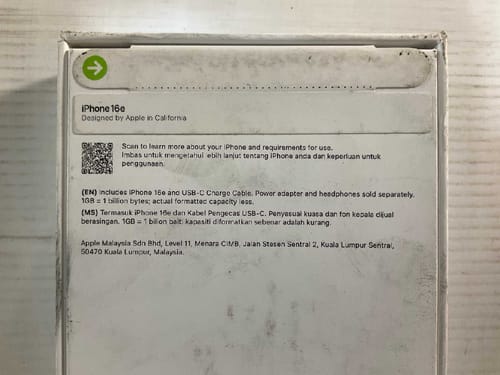 iPhone 16e
Designed by Apple in California
Scan to learn more about your iPhone and requirements for use.
Imbas untuk mengetahui lebih lanjut tentang iPhone anda dan keperluan untuk
penggunaan.
(EN) Includes iPhone 16e and USB-C Charge Cable. Power adapter and headphones sold separately.
1GB = 1 billion bytes; actual formatted capacity less.
(MS) Termasuk iPhone 16e dan Kabel Pengecas USB-C. Penyesuai kuasa dan fon kepala dijual
berasingan. 1GB = 1 bilion bait; kapasiti diformatkan sebenar adalah kurang.
Apple Malaysia Sdn Bhd, Level 11, Menara CIMB, Jalan Stesen Sentral 2, Kuala Lumpur Sentral,
50470 Kuala Lumpur, Malaysia.